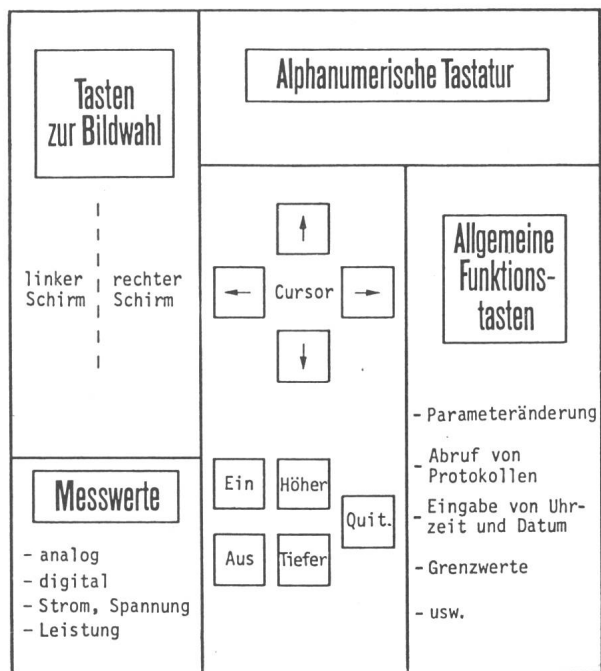 Tasten
zur Bildwahl
linker
Schirm
rechter
Schirm
Alphanumerische Tastatur
Cursor
Allgemeine
Funktions-
tasten
- Parameteränderung
- Abruf von
Protokollen
- Eingabe von Uhr-
zeit und Datum
- Grenzwerte
- usw.
Messwerte
- analog
- digital
- Strom, Spannung
- Leistung
Ein
Höher
Quit.
Aus
Tiefer